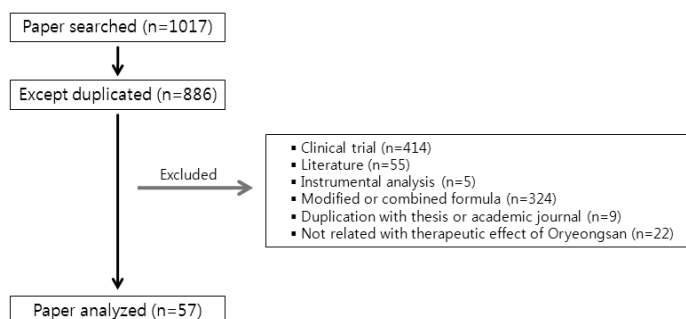 Paper searched (n=1017)
Except duplicated (n=886)
Excluded
▪ Clinical trial (n=414)
▪ Literature (n=55)
▪ Instrumental analysis (n=5)
▪ Modified or combined formula (n=324)
▪ Duplication with thesis or academic journal (n=9)
▪ Not related with therapeutic effect of Oryeongsan (n=22)
Paper analyzed (n=57)